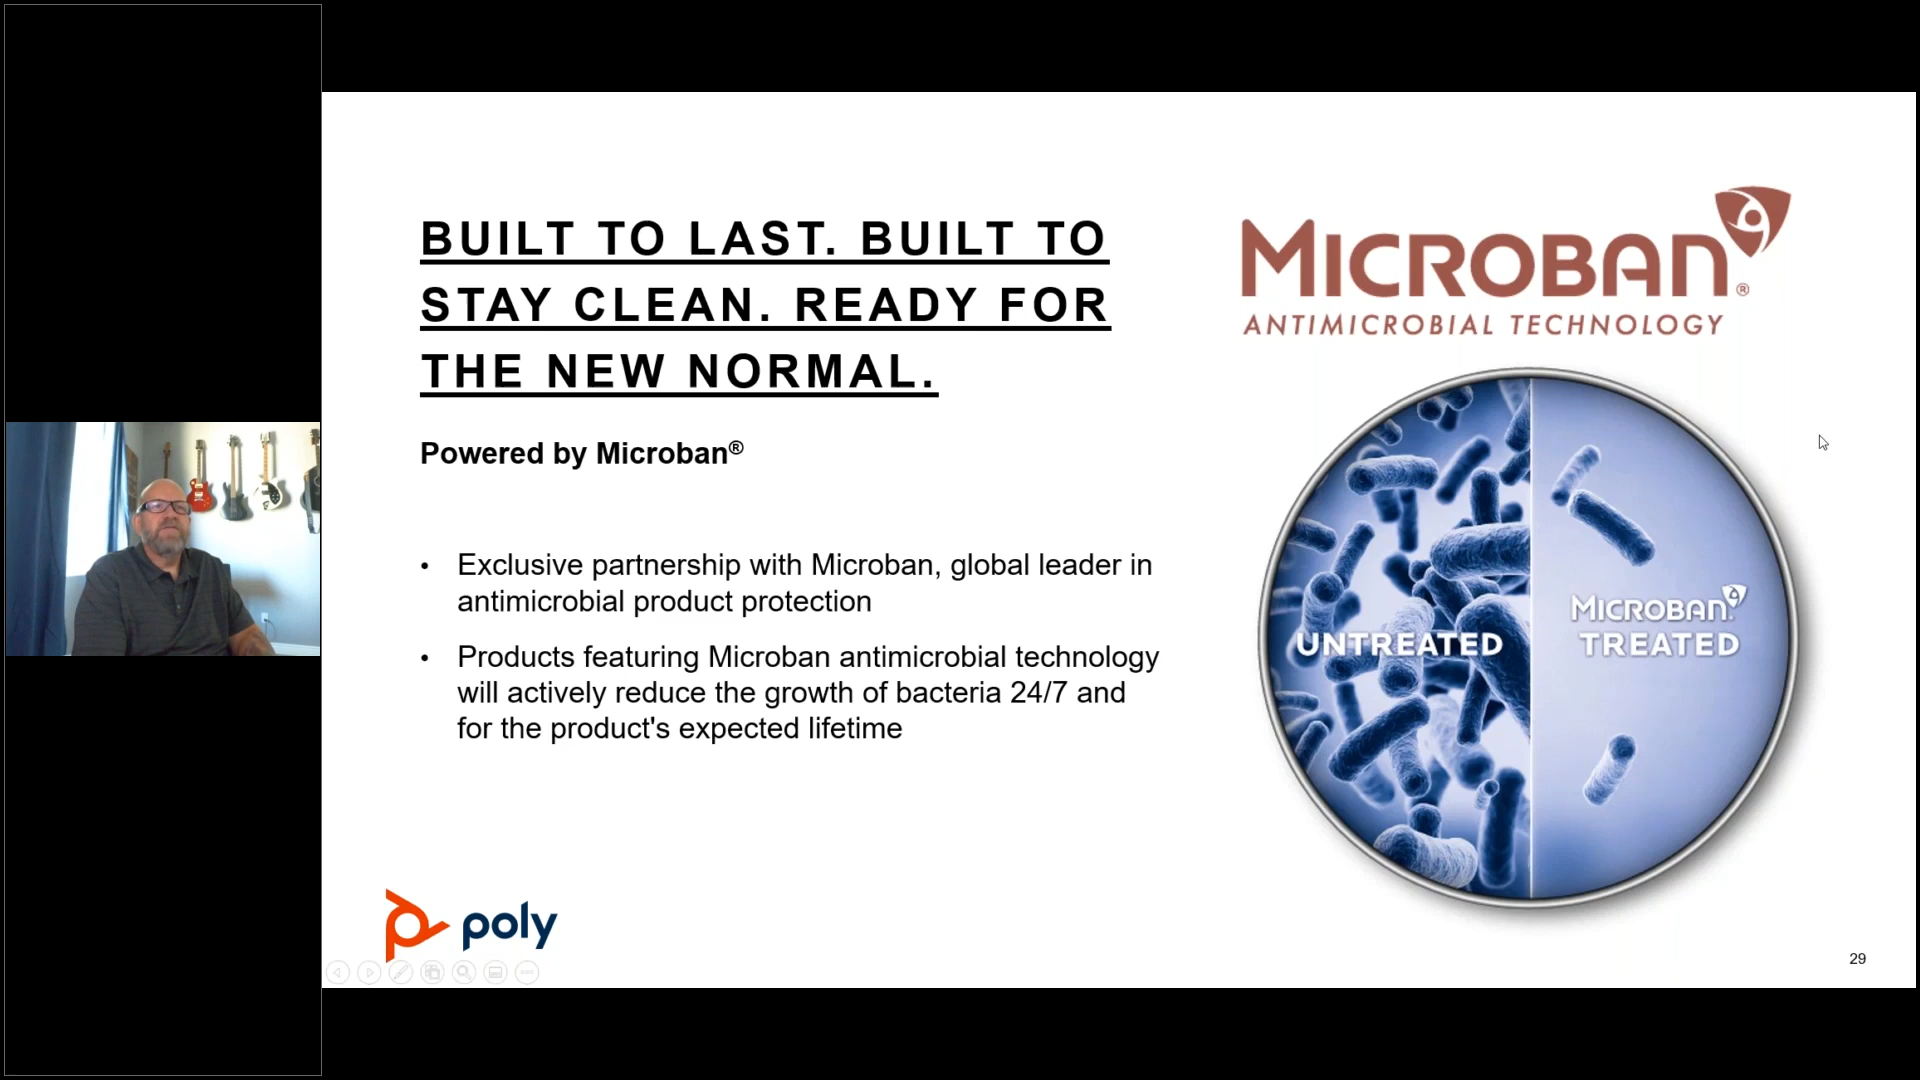 BUILT TO LAST. BUILT TO
STAY CLEAN. READY FOR
THE NEW NORMAL.
Powered by Microban®
• Exclusive partnership with Microban, global leader in
antimicrobial product protection
• Products featuring Microban antimicrobial technology
will actively reduce the growth of bacteria 24/7 and
for the product's expected lifetime
MICROBAN®
ANTIMICROBIAL TECHNOLOGY
UNTREATED
MICROBAN
TREATED
poly
29